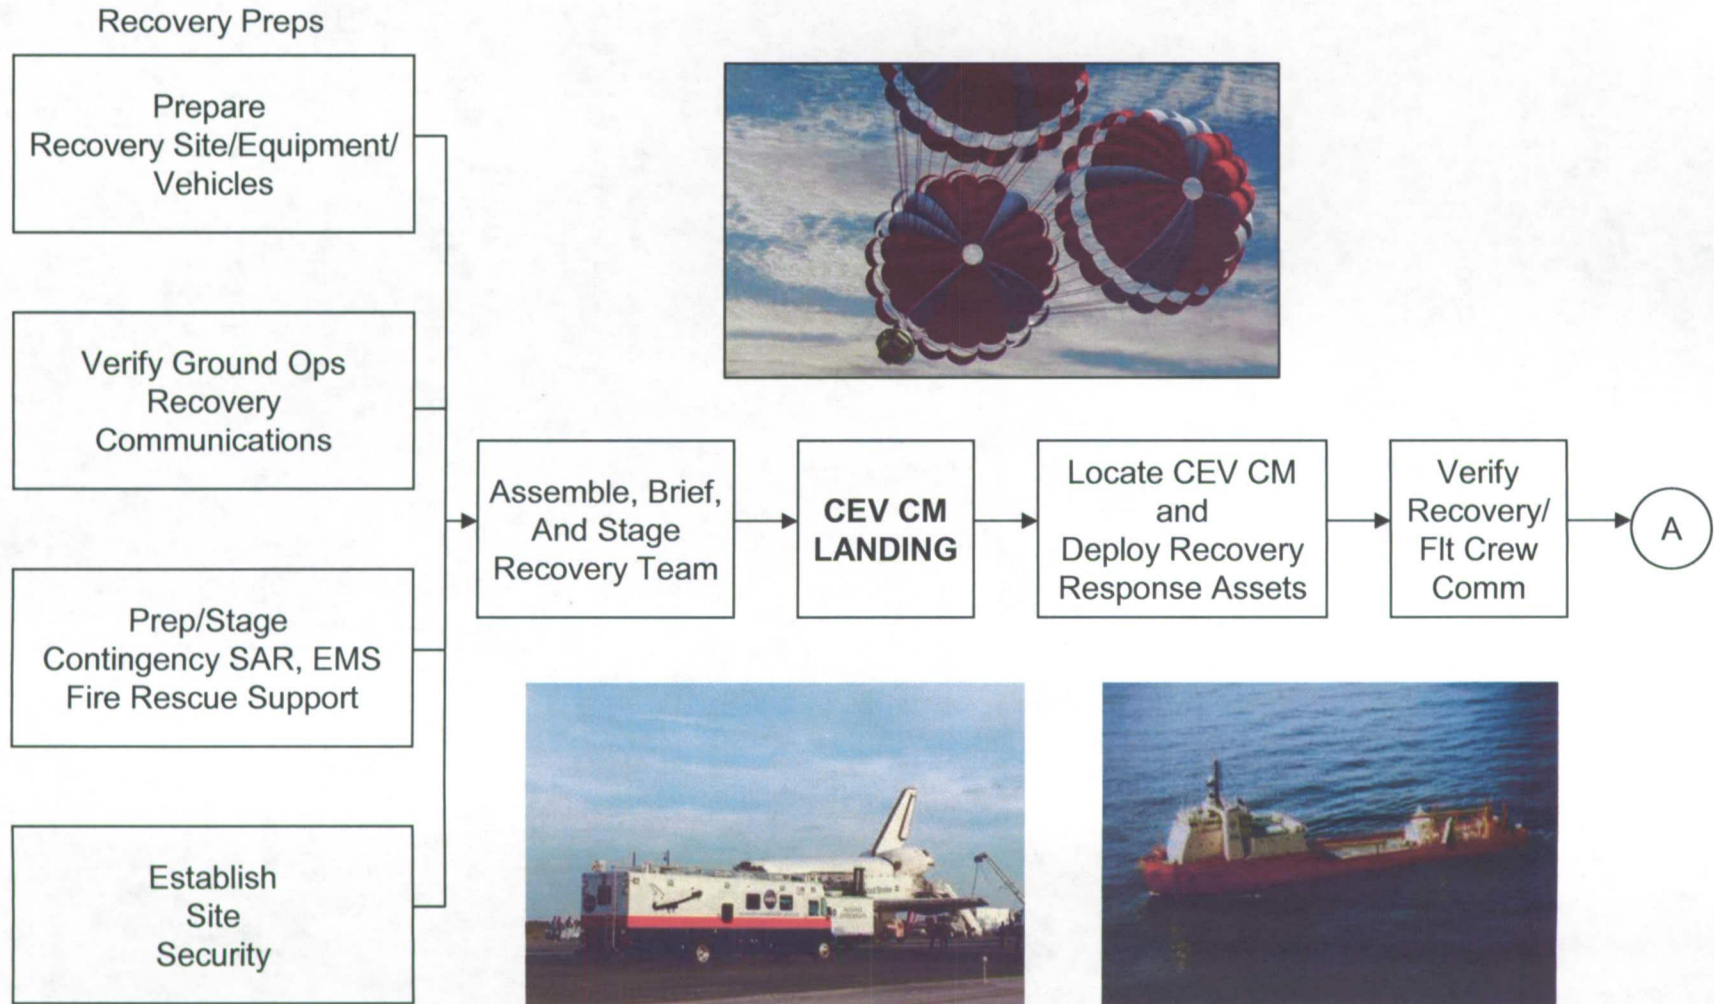 Recovery Preps
Prepare
Recovery Site/Equipment/
Vehicles
Verify Ground Ops
Recovery
Communications
Prep/Stage
Contingency SAR, EMS
Fire Rescue Support
Establish
Site
Security
Assemble, Brief,
And Stage
Recovery Team
CEV CM
LANDING
Locate CEV CM
and
Deploy Recovery
Response Assets
Verify
Recovery/
Flt Crew
Comm
A